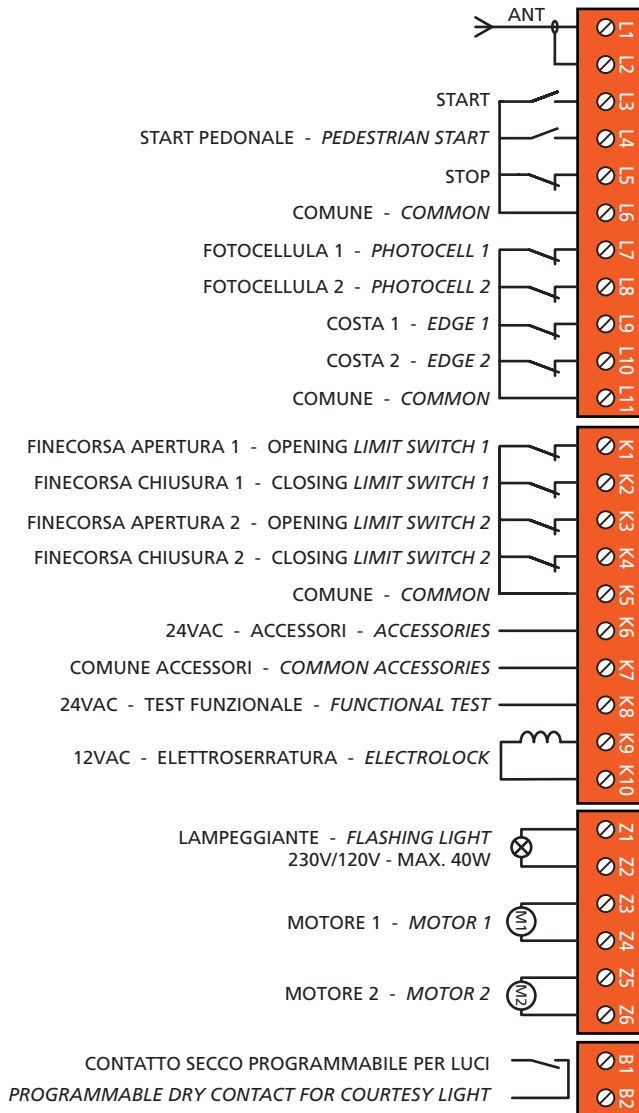 ANT L1
L2
START L3
START PEDONALE - PEDESTRIAN START L4
STOP L5
COMUNE - COMMON L6
FOTOCELLULA 1 - PHOTOCELL 1 L7
FOTOCELLULA 2 - PHOTOCELL 2 L8
COSTA 1 - EDGE 1 L9
COSTA 2 - EDGE 2 L10
COMUNE - COMMON L11
FINECORSA APERTURA 1 - OPENING LIMIT SWITCH 1 K1
FINECORSA CHIUSURA 1 - CLOSING LIMIT SWITCH 1 K2
FINECORSA APERTURA 2 - OPENING LIMIT SWITCH 2 K3
FINECORSA CHIUSURA 2 - CLOSING LIMIT SWITCH 2 K4
COMUNE - COMMON K5
24VAC - ACCESSORI - ACCESSORIES K6
COMUNE ACCESSORI - COMMON ACCESSORIES K7
24VAC - TEST FUNZIONALE - FUNCTIONAL TEST K8
12VAC - ELETTROSERRATURA - ELECTROLOCK K9
K10
LAMPEGGIANTE - FLASHING LIGHT Z1
230V/120V - MAX. 40W Z2
MOTORE 1 - MOTOR 1 M1 Z3
Z4
MOTORE 2 - MOTOR 2 M2 Z5
Z6
CONTATTO SECCO PROGRAMMABILE PER LUCI B1
PROGRAMMABLE DRY CONTACT FOR COURTESY LIGHT B2